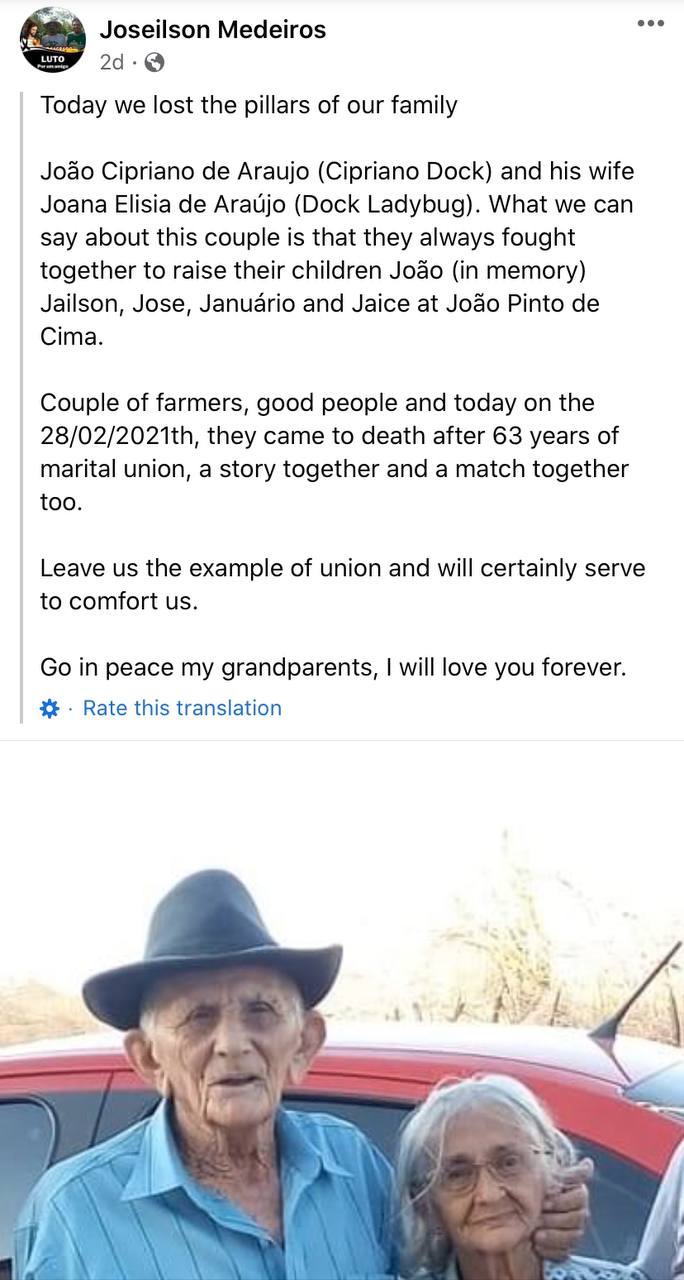 Joseilson Medeiros
2d ·
LUTO
Por um amigo
Today we lost the pillars of our family
João Cipriano de Araujo (Cipriano Dock) and his wife
Joana Elisia de Araújo (Dock Ladybug). What we can
say about this couple is that they always fought
together to raise their children João (in memory)
Jailson, Jose, Januário and Jaice at João Pinto de
Cima.
Couple of farmers, good people and today on the
28/02/2021th, they came to death after 63 years of
marital union, a story together and a match together
too.
Leave us the example of union and will certainly serve
to comfort us.
Go in peace my grandparents, I will love you forever.
· Rate this translation